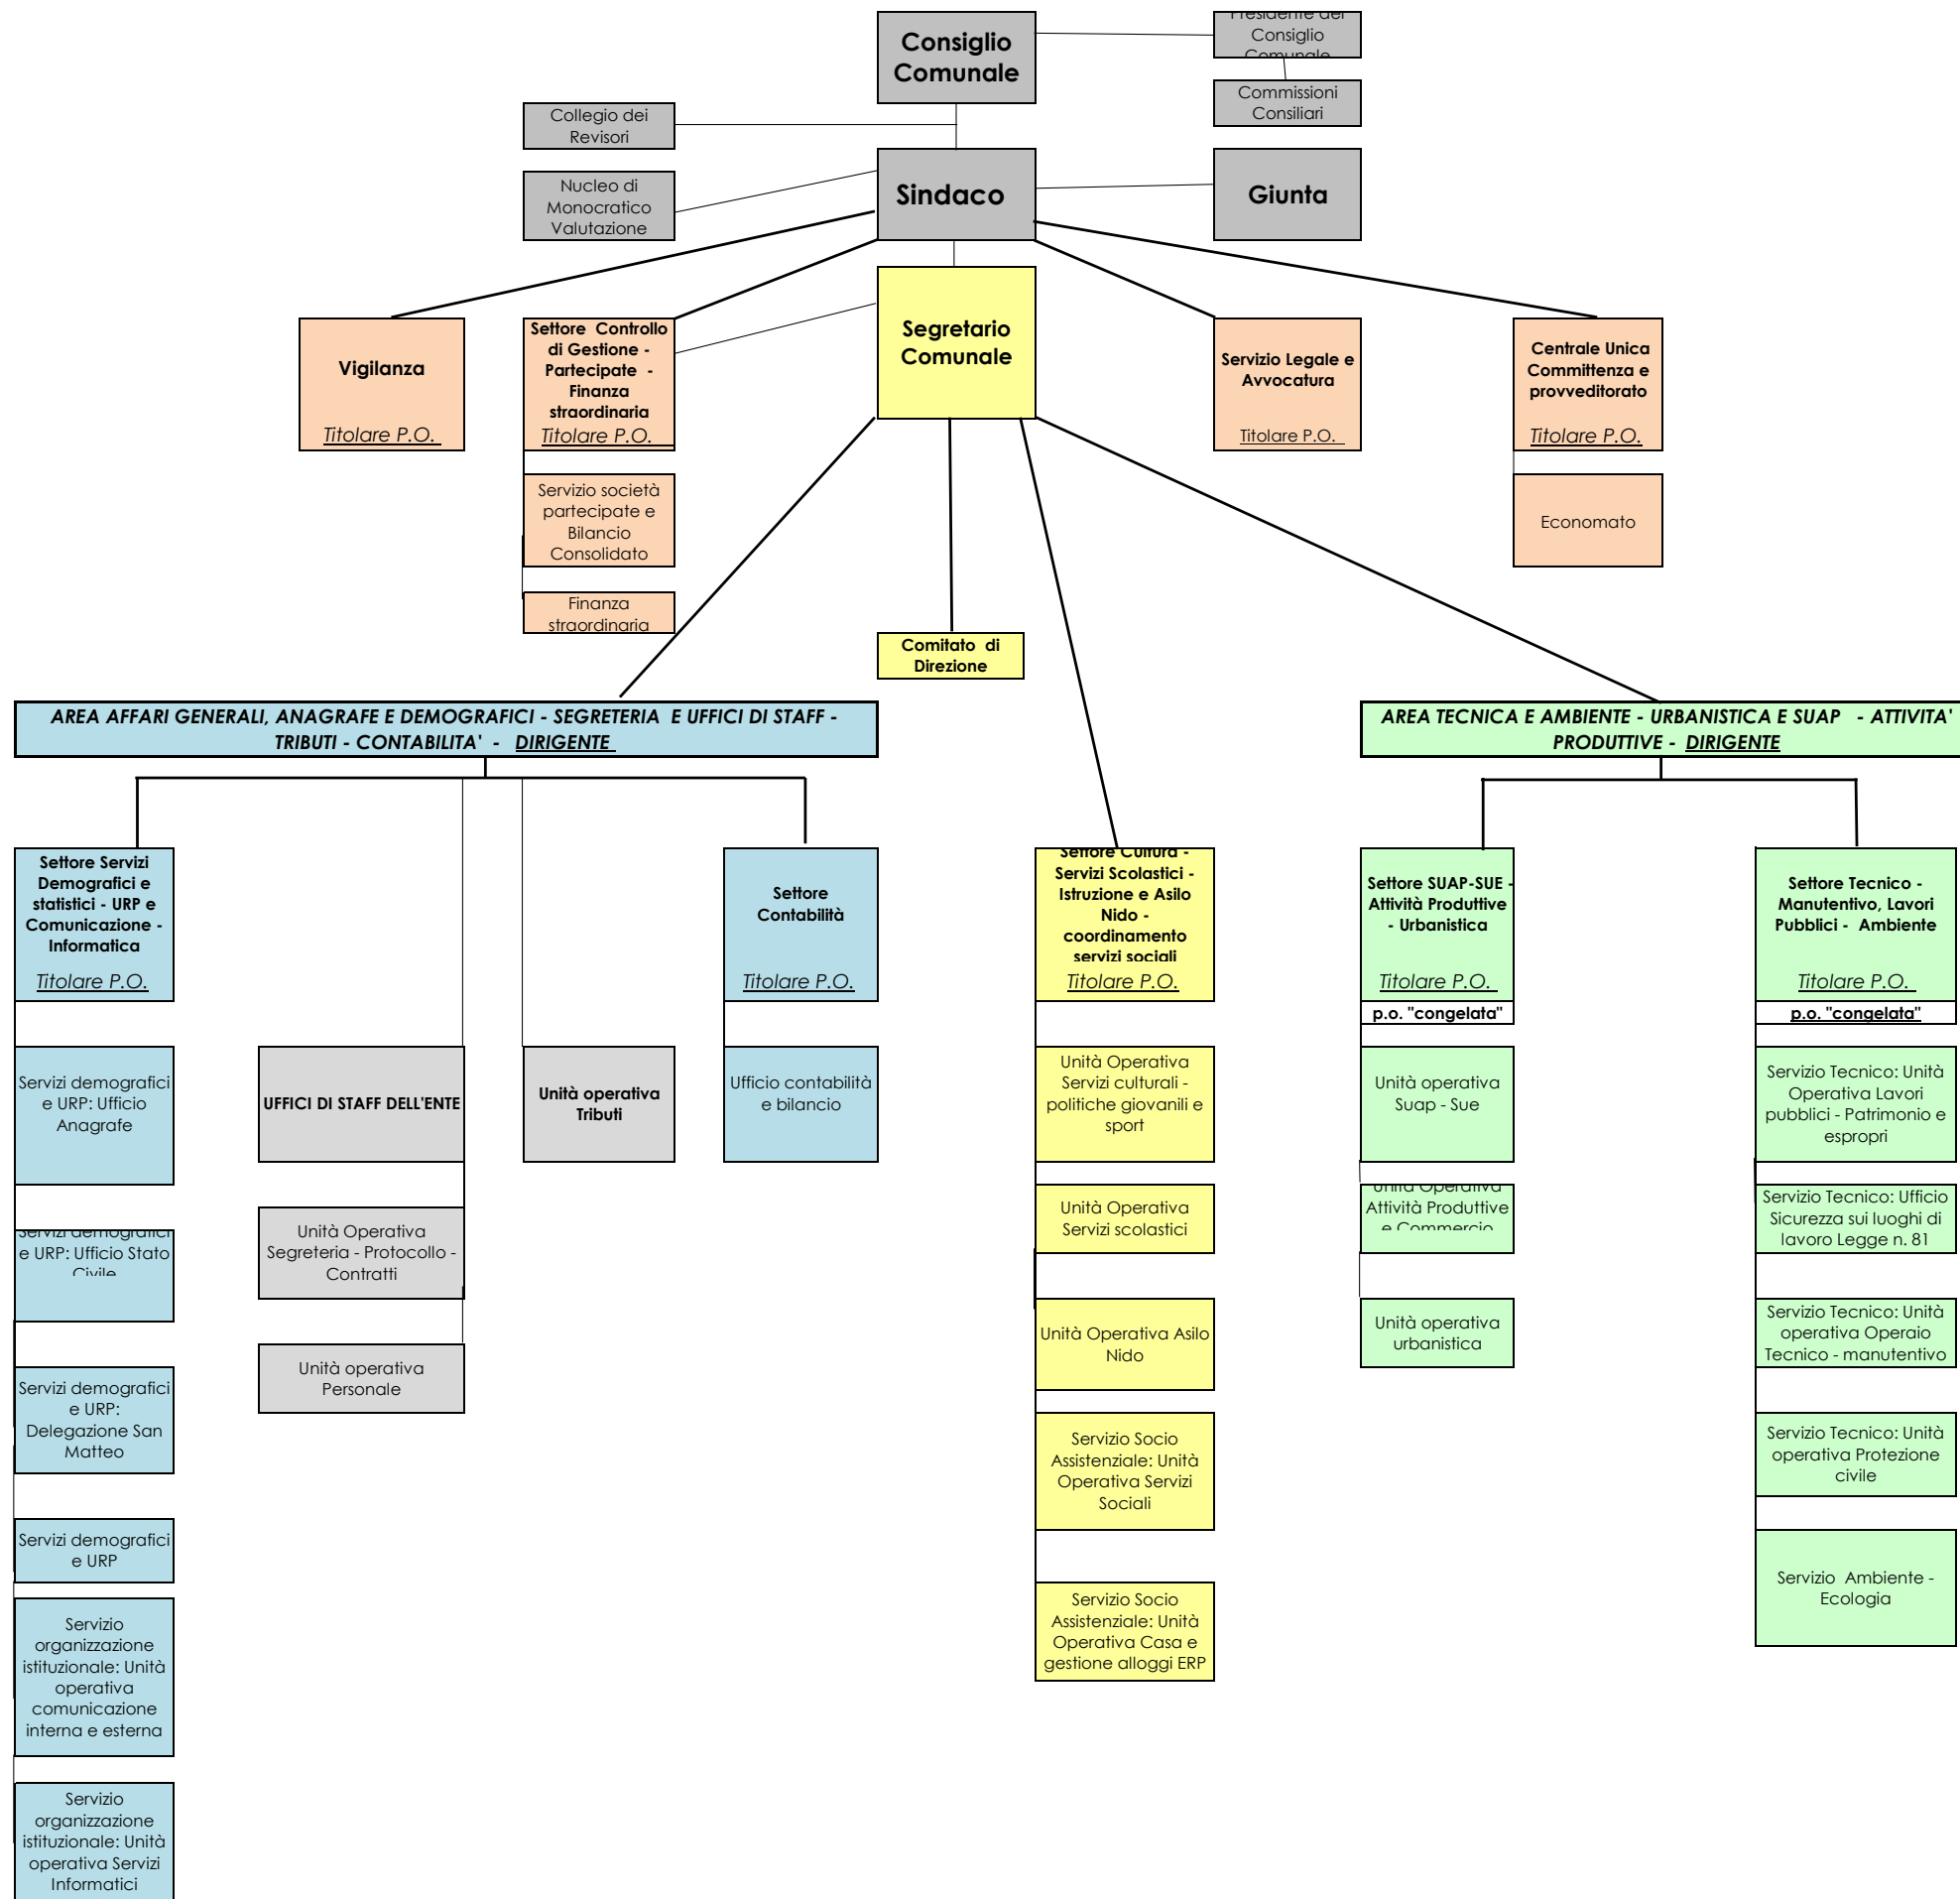 Presidente del
Consiglio
Comunale
Consiglio
Comunale
Commissioni
Consiliari
Collegio dei
Revisori
Nucleo di
Monocratico
Valutazione
Sindaco
Giunta
Segretario
Comunale
Vigilanza
Titolare P.O.
Settore Controllo
di Gestione -
Partecipate -
Finanza
straordinaria
Titolare P.O.
Servizio Legale e
Avvocatura
Titolare P.O.
Centrale Unica
Committenza e
provveditorato
Titolare P.O.
Servizio società
partecipate e
Bilancio
Consolidato
Economato
Finanza
straordinaria
Comitato di
Direzione
AREA AFFARI GENERALI, ANAGRAFE E DEMOGRAFICI - SEGRETERIA E UFFICI DI STAFF -
TRIBUTI - CONTABILITA' - DIRIGENTE
AREA TECNICA E AMBIENTE - URBANISTICA E SUAP - ATTIVITA'
PRODUTTIVE - DIRIGENTE
Settore Servizi
Demografici e
statistici - URP e
Comunicazione -
Informatica
Titolare P.O.
Settore
Contabilità
Titolare P.O.
Settore Cultura -
Servizi Scolastici -
Istruzione e Asilo
Nido -
coordinamento
servizi sociali
Titolare P.O.
Settore SUAP-SUE -
Attività Produttive
- Urbanistica
Titolare P.O.
p.o. "congelata"
Settore Tecnico -
Manutentivo, Lavori
Pubblici - Ambiente
Titolare P.O.
p.o. "congelata"
Servizi demografici
e URP: Ufficio
Anagrafe
UFFICI DI STAFF DELL'ENTE
Unità operativa
Tributi
Ufficio contabilità
e bilancio
Unità Operativa
Servizi culturali -
politiche giovanili e
sport
Unità operativa
Suap - Sue
Servizio Tecnico: Unità
Operativa Lavori
pubblici - Patrimonio e
espropri
Servizi demografici
e URP: Ufficio Stato
Civile
Unità Operativa
Segreteria - Protocollo -
Contratti
Unità Operativa
Servizi scolastici
Unità Operativa
Attività Produttive
e Commercio
Servizio Tecnico: Ufficio
Sicurezza sui luoghi di
lavoro Legge n. 81
Unità operativa
Personale
Unità Operativa Asilo
Nido
Unità operativa
urbanistica
Servizio Tecnico: Unità
operativa Operaio
Tecnico - manutentivo
Servizi demografici
e URP:
Delegazione San
Matteo
Servizio Socio
Assistenziale: Unità
Operativa Servizi
Sociali
Servizio Tecnico: Unità
operativa Protezione
civile
Servizi demografici
e URP
Servizio Ambiente -
Ecologia
Servizio
organizzazione
istituzionale: Unità
operativa
comunicazione
interna e esterna
Servizio Socio
Assistenziale: Unità
Operativa Casa e
gestione alloggi ERP
Servizio
organizzazione
istituzionale: Unità
operativa Servizi
Informatici